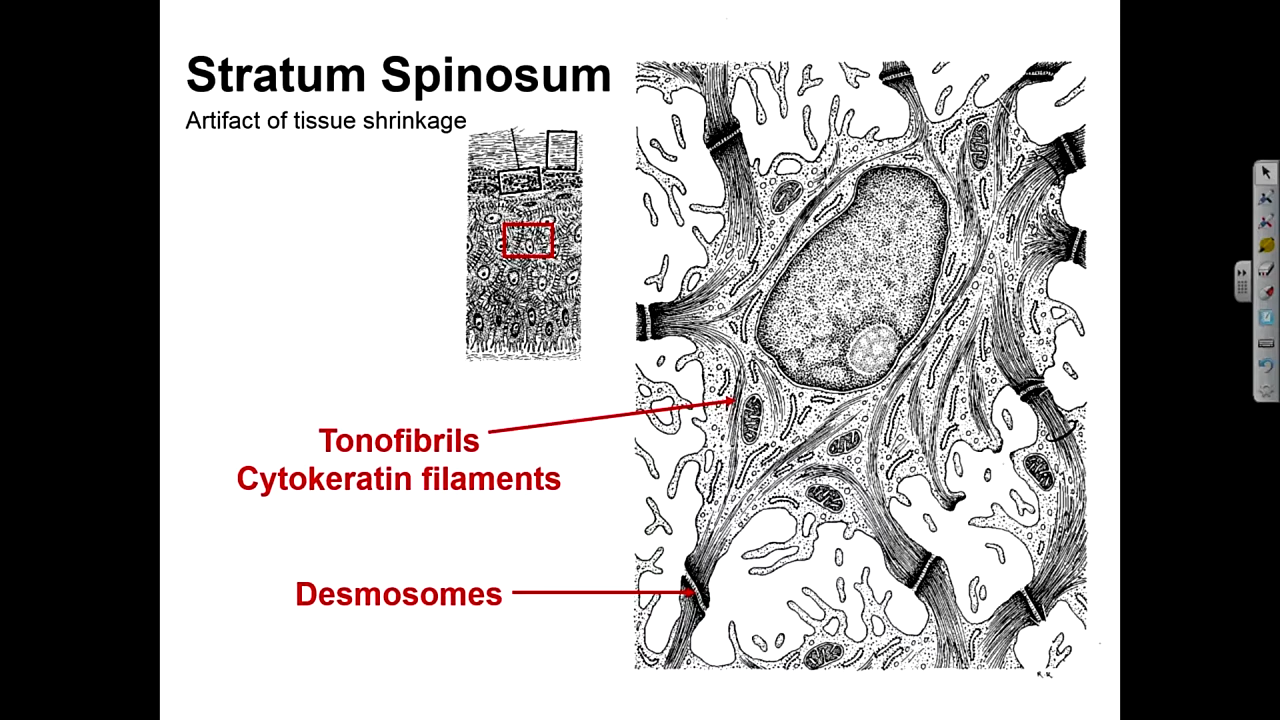 Stratum Spinosum
Artifact of tissue shrinkage
Tonofibrils
Cytokeratin filaments
Desmosomes